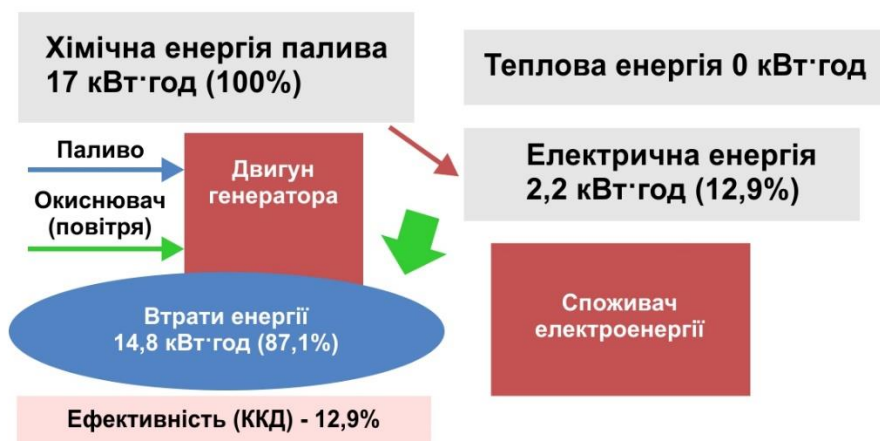 Хімічна енергія палива
17 кВт·год (100%)
Теплова енергія 0 кВт·год
Паливо
Двигун
генератора
Електрична енергія
2,2 кВт·год (12,9%)
Окиснювач
(повітря)
Втрати енергії
14,8 кВт·год (87,1%)
Споживач
електроенергії
Ефективність (ККД) - 12,9%